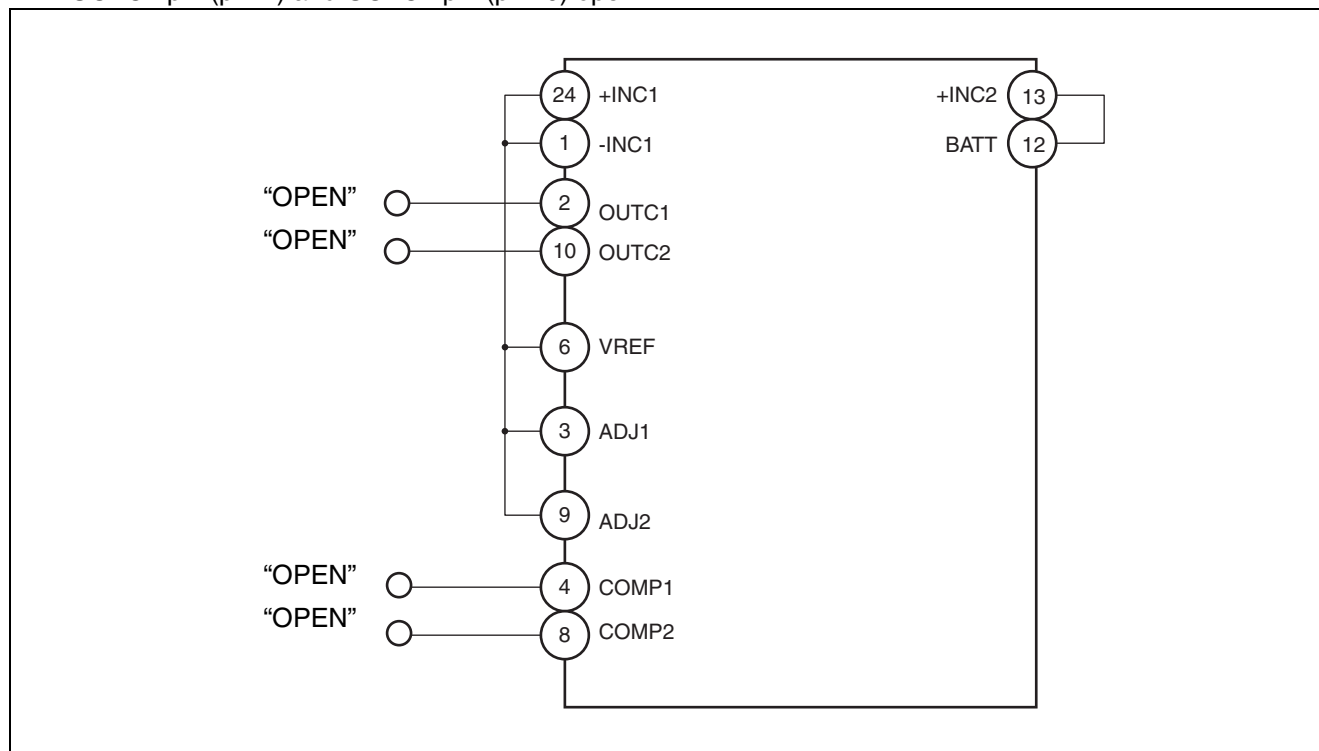 24 +INC1
+INC2 13
1 -INC1
BATT 12
“OPEN” 2 OUTC1
“OPEN” 10 OUTC2
6 VREF
3 ADJ1
9 ADJ2
“OPEN” 4 COMP1
“OPEN” 8 COMP2